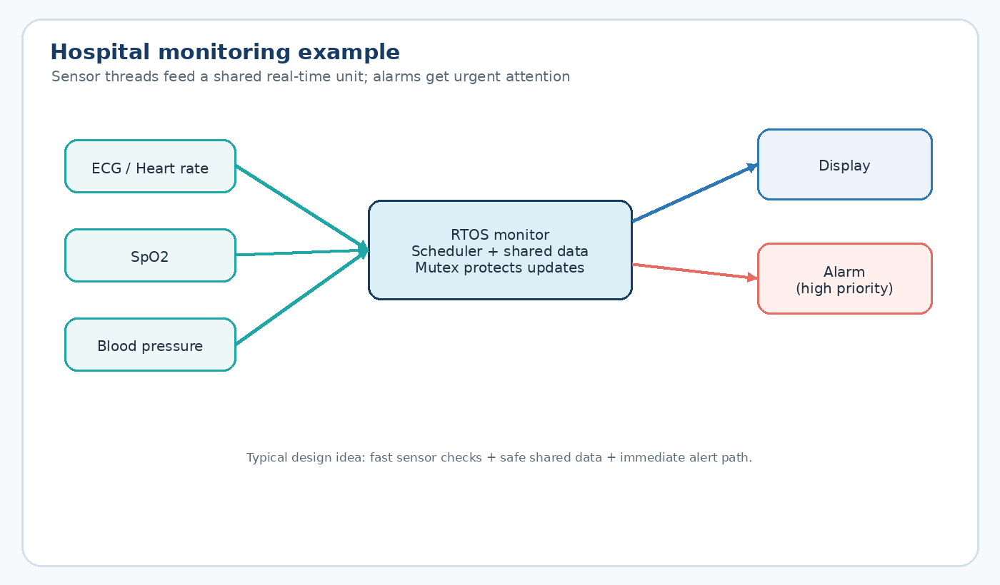 Hospital monitoring example
Sensor threads feed a shared real-time unit; alarms get urgent attention
ECG / Heart rate
SpO2
Blood pressure
RTOS monitor
Scheduler + shared data
Mutex protects updates
Display
Alarm
(high priority)
Typical design idea: fast sensor checks + safe shared data + immediate alert path.